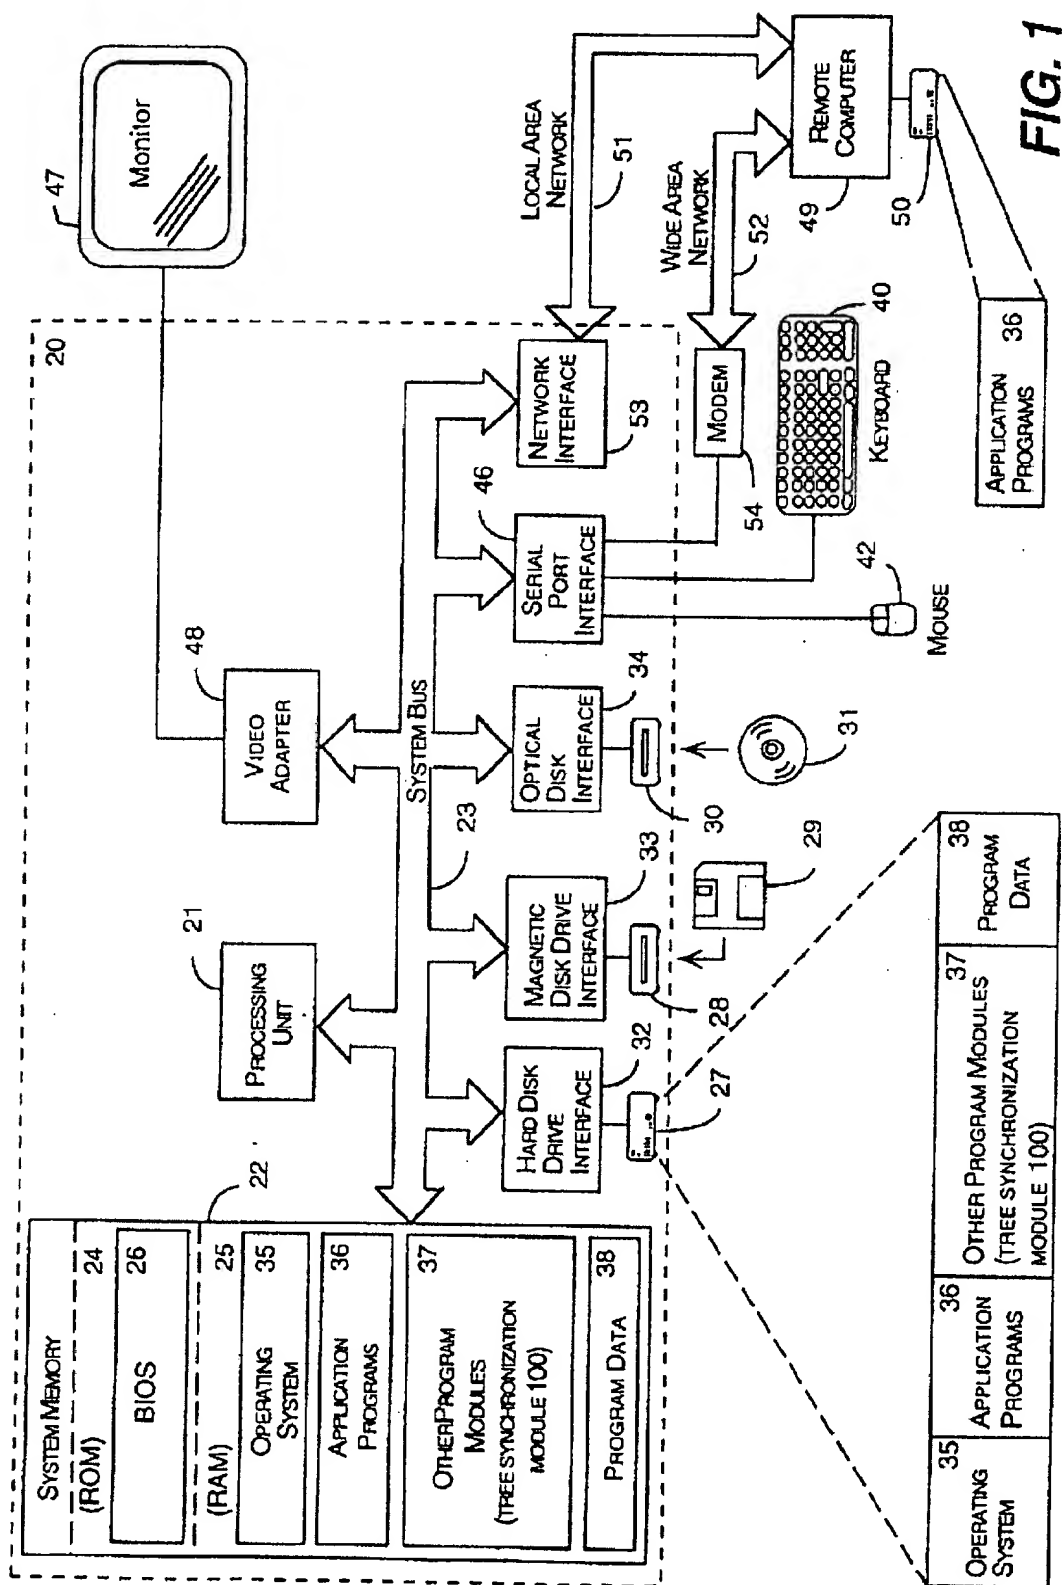 SYSTEM MEMORY
(ROM) 24
BIOS 26
(RAM) 25
OPERATING
SYSTEM
35
APPLICATION
PROGRAMS
36
OTHER PROGRAM
MODULES
(TREE SYNCHRONIZATION
MODULE 100)
37
PROGRAM DATA
38
22
PROCESSING
UNIT
21
VIDEO
ADAPTER
48
20
Monitor
47
SYSTEM BUS
23
HARD DISK
DRIVE
INTERFACE
32
MAGNETIC
DISK DRIVE
INTERFACE
33
OPTICAL
DISK
INTERFACE
34
SERIAL
PORT
INTERFACE
46
NETWORK
INTERFACE
53
27
28
29
30
31
MOUSE
42
KEYBOARD
40
MODEM
54
LOCAL AREA
NETWORK
51
WIDE AREA
NETWORK
52
REMOTE
COMPUTER
49
50
APPLICATION
PROGRAMS
36
OPERATING
SYSTEM
35
APPLICATION
PROGRAMS
36
OTHER PROGRAM MODULES
(TREE SYNCHRONIZATION
MODULE 100)
37
PROGRAM
DATA
38
FIG. 1